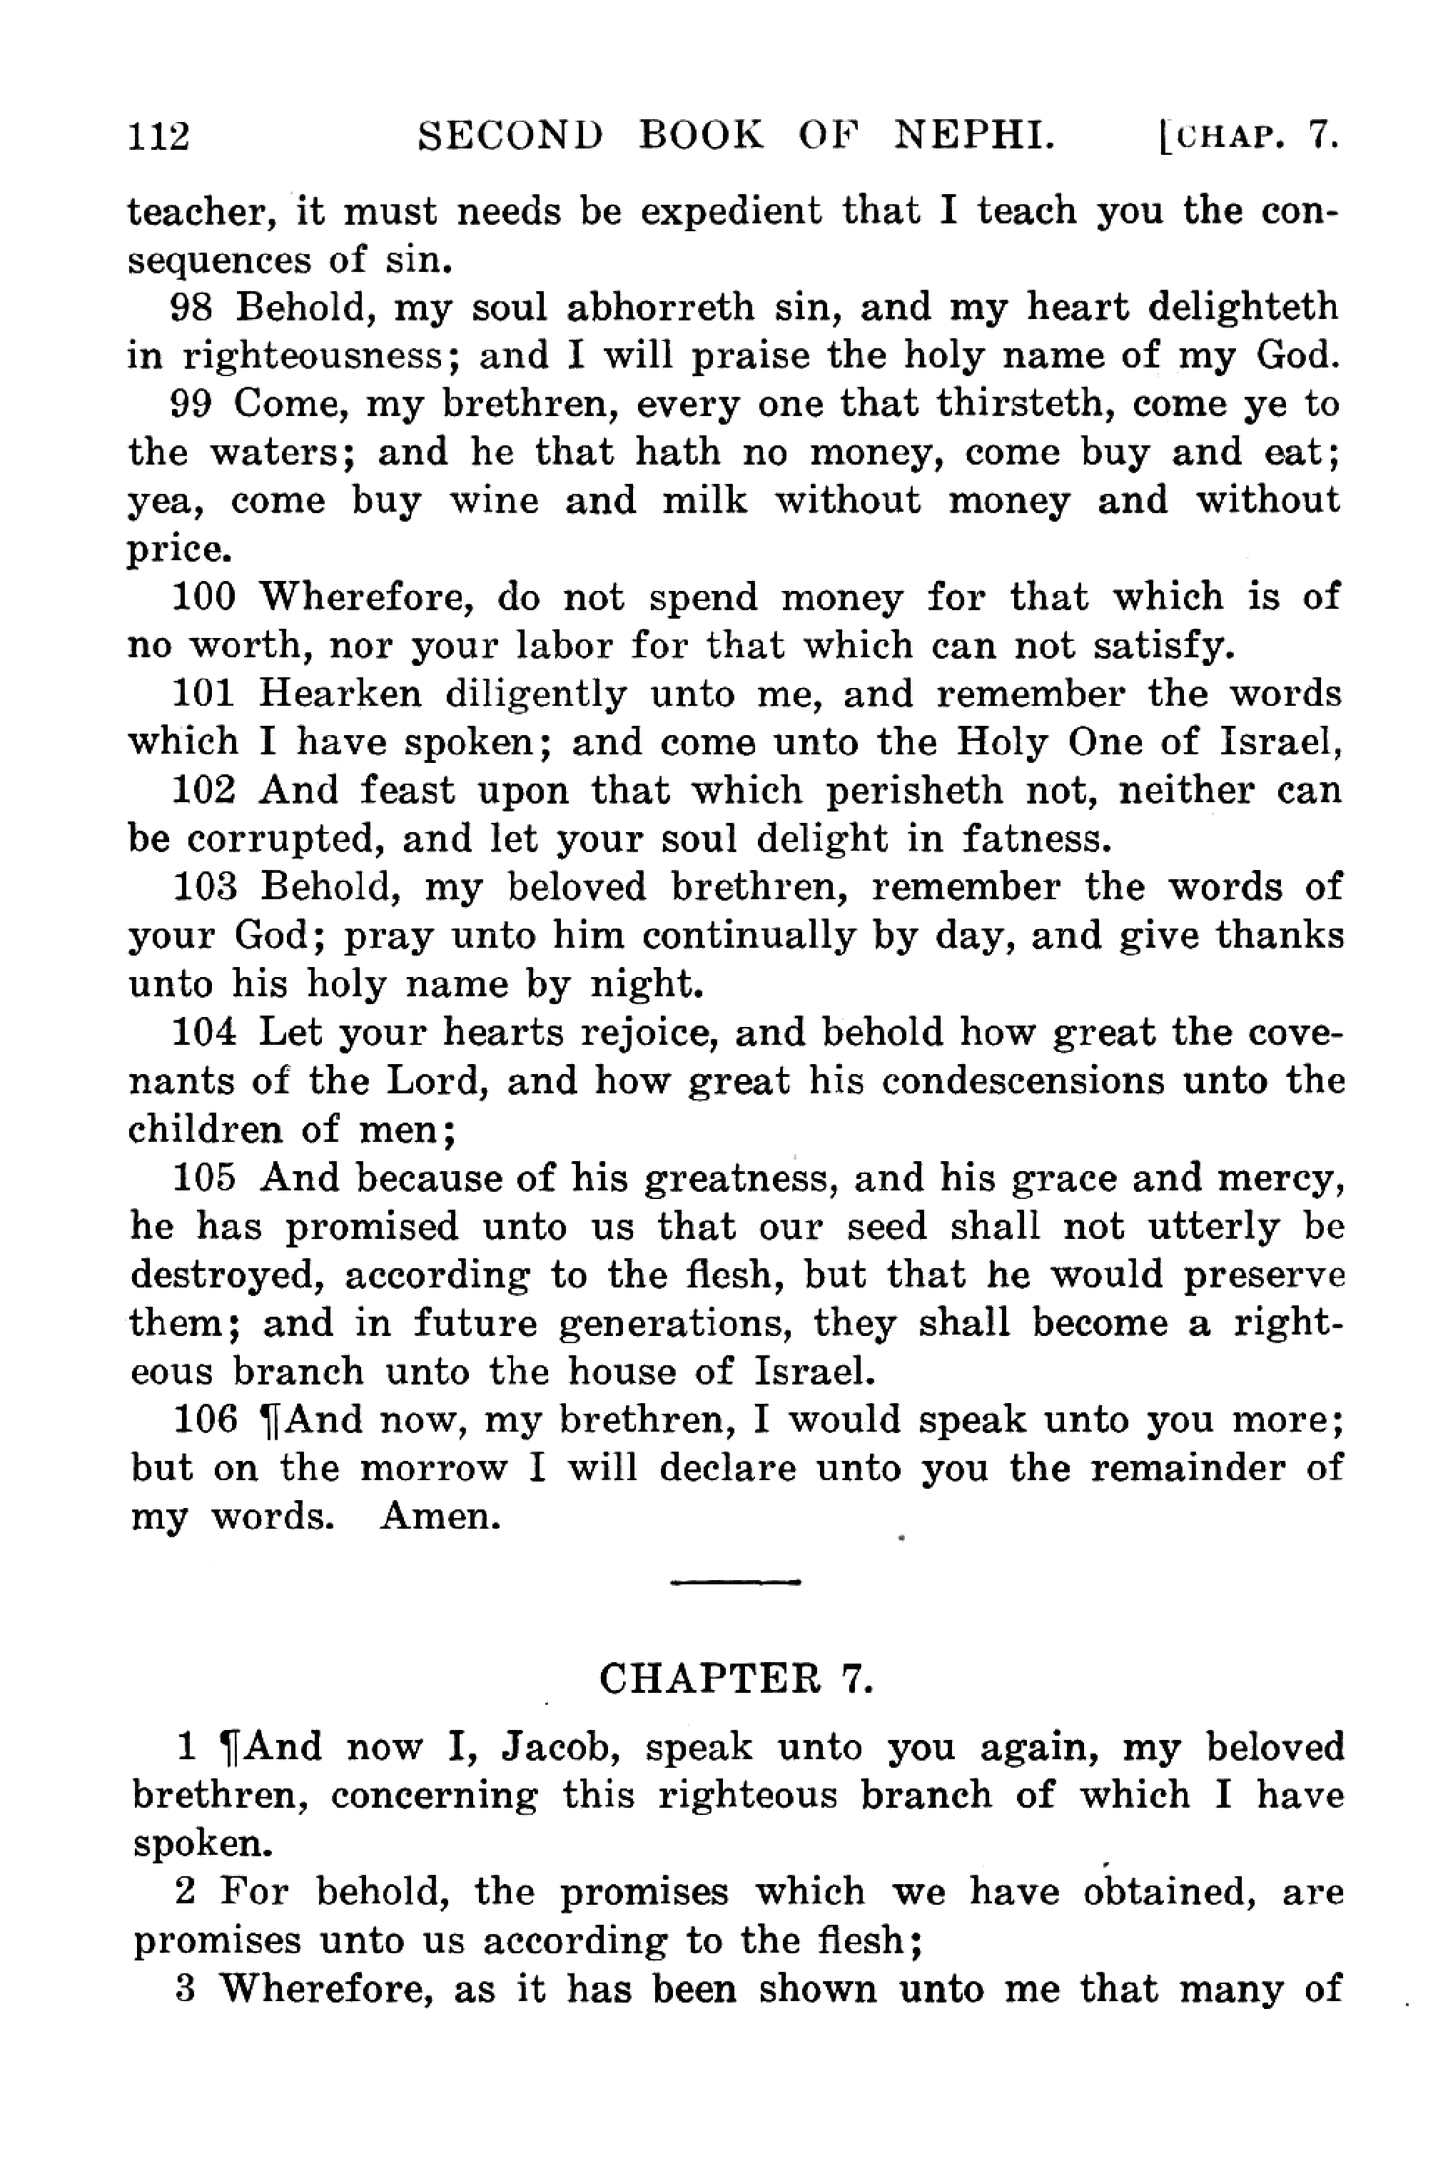 112 SECOND BOOK OF NEPHI. [CHAP. 7.
teacher, it must needs be expedient that I teach you the con-
sequences of sin.
98 Behold, my soul abhorreth sin, and my heart delighteth
in righteousness; and I will praise the holy name of my God.
99 Come, my brethren, every one that thirsteth, come ye to
the waters; and he that hath no money, come buy and eat;
yea, come buy wine and milk without money and without
price.
100 Wherefore, do not spend money for that which is of
no worth, nor your labor for that which can not satisfy.
101 Hearken diligently unto me, and remember the words
which I have spoken; and come unto the Holy One of Israel,
102 And feast upon that which perisheth not, neither can
be corrupted, and let your soul delight in fatness.
103 Behold, my beloved brethren, remember the words of
your God; pray unto him continually by day, and give thanks
unto his holy name by night.
104 Let your hearts rejoice, and behold how great the cove-
nants of the Lord, and how great his condescensions unto the
children of men;
105 And because of his greatness, and his grace and mercy,
he has promised unto us that our seed shall not utterly be
destroyed, according to the flesh, but that he would preserve
them; and in future generations, they shall become a right-
eous branch unto the house of Israel.
106 ¶And now, my brethren, I would speak unto you more;
but on the morrow I will declare unto you the remainder of
my words. Amen.
CHAPTER 7.
1 ¶And now I, Jacob, speak unto you again, my beloved
brethren, concerning this righteous branch of which I have
spoken.
2 For behold, the promises which we have obtained, are
promises unto us according to the flesh;
3 Wherefore, as it has been shown unto me that many of